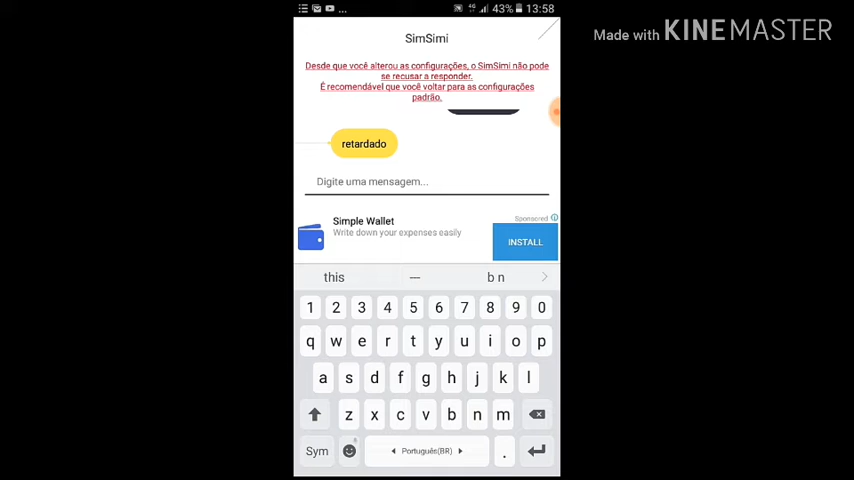 ... 4G 43% 13:58
Made with KINEMASTER
SimSimi
Desde que você alterou as configurações, o SimSimi não pode
se recusar a responder.
É recomendável que você voltar para as configurações
padrão.
retardado
Digite uma mensagem...
Sponsored
Simple Wallet
Write down your expenses easily
INSTALL
this --- b n
1 2 3 4 5 6 7 8 9 0
q w e r t y u i o p
a s d f g h j k l
z x c v b n m
Sym Português(BR) .